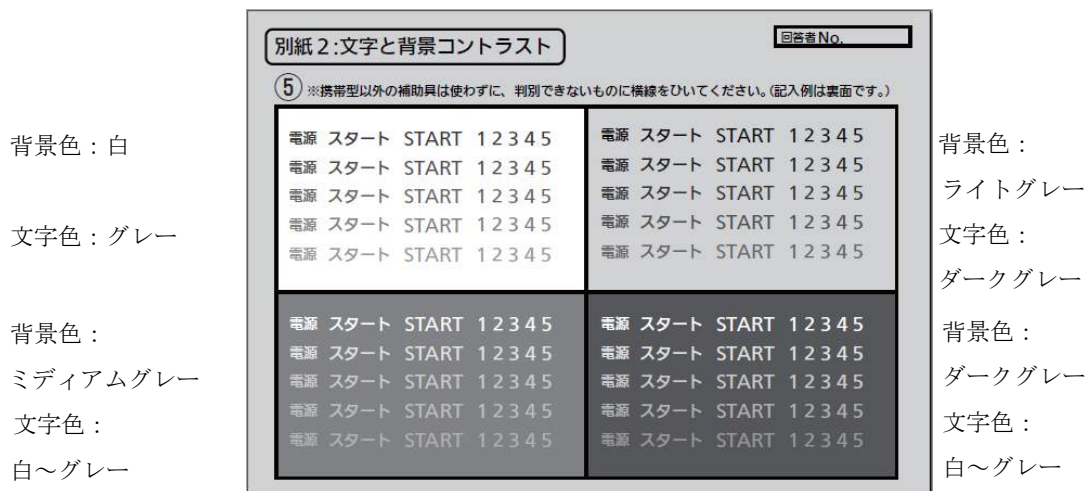 別紙2:文字と背景コントラスト
回答者No.
⑤ ※携帯型以外の補助具は使わずに、判別できないものに横線をひいてください。(記入例は裏面です。)
背景色：白
文字色：グレー
電源 スタート START 12345
電源 スタート START 12345
電源 スタート START 12345
電源 スタート START 12345
電源 スタート START 12345
電源 スタート START 12345
電源 スタート START 12345
電源 スタート START 12345
電源 スタート START 12345
電源 スタート START 12345
背景色：
ライトグレー
文字色：
ダークグレー
背景色：
ミディアムグレー
文字色：
白～グレー
電源 スタート START 12345
電源 スタート START 12345
電源 スタート START 12345
電源 スタート START 12345
電源 スタート START 12345
電源 スタート START 12345
電源 スタート START 12345
電源 スタート START 12345
電源 スタート START 12345
電源 スタート START 12345
背景色：
ダークグレー
文字色：
白～グレー